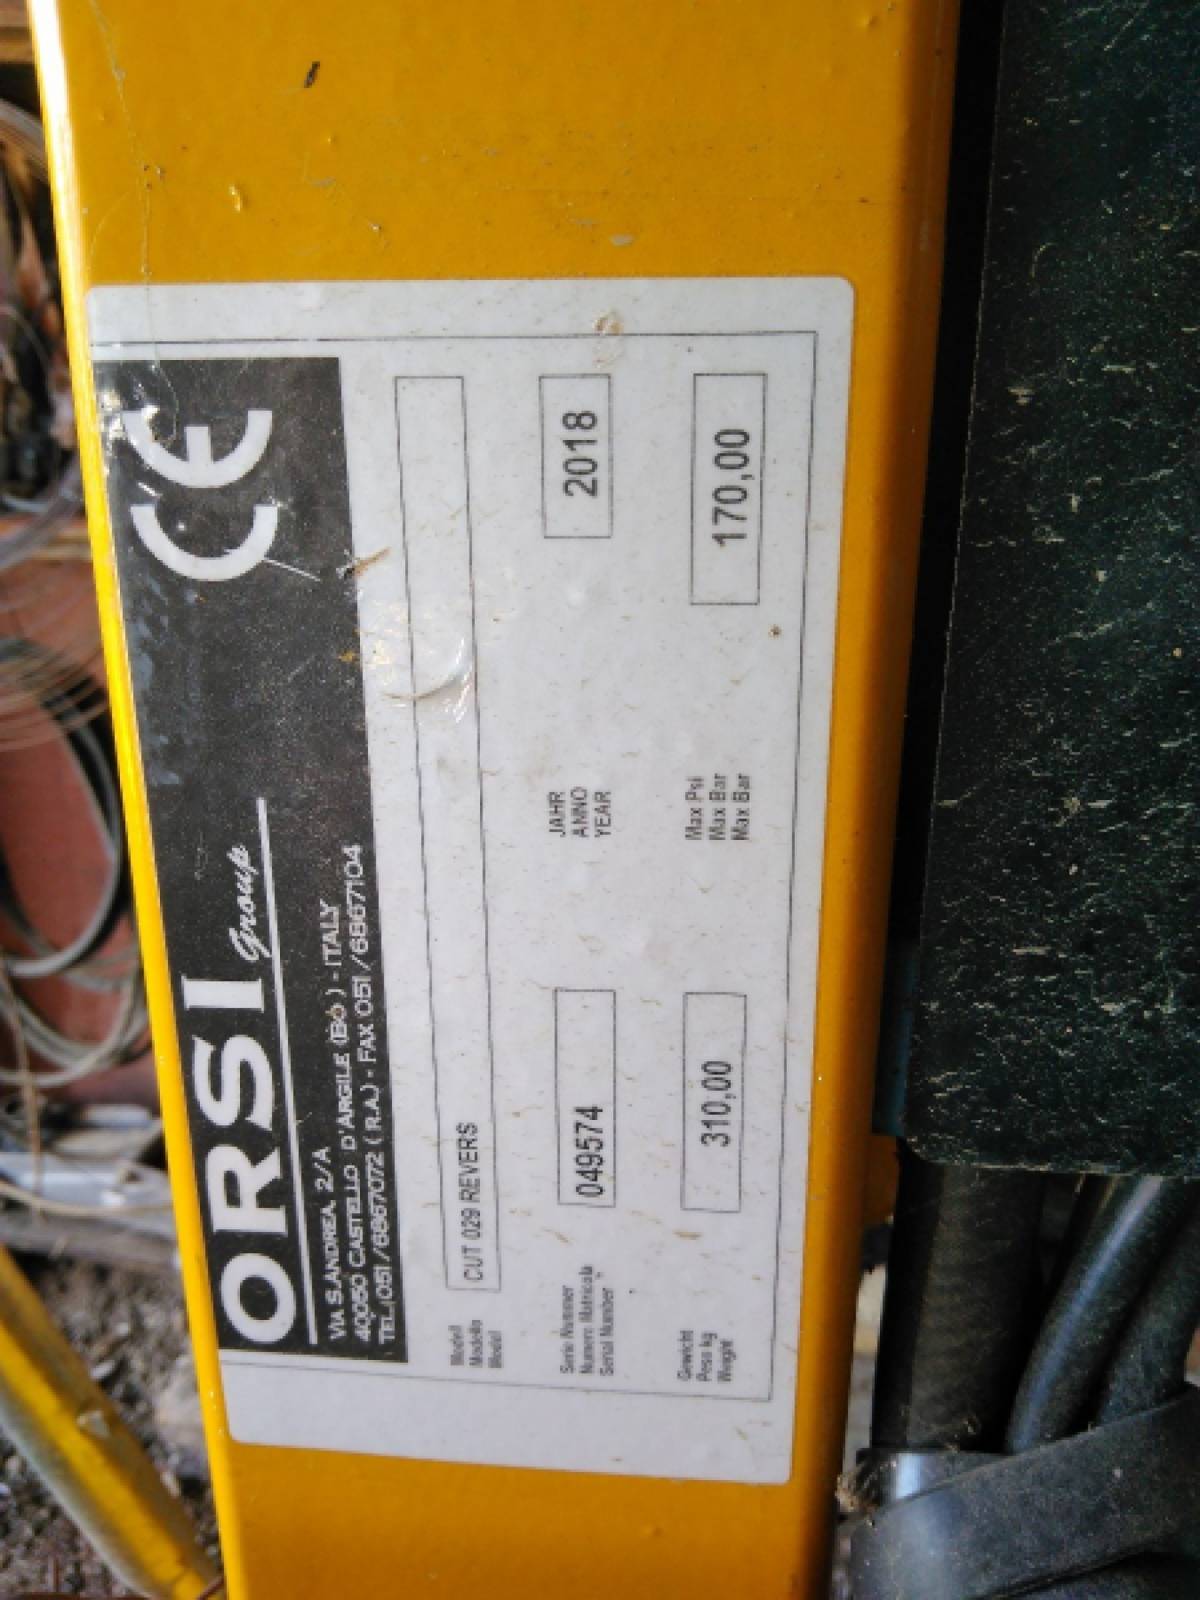 ORSI Group
CE
VIA S.ANDREA, 2/A
40050 CASTELLO D'ARGILE (BO) - ITALY
TEL.051/6867072 (R.A.) - FAX 051/6867104
Modell
Modello
Model
CUT 029 REVERS
Serie Nummer
Numero Matricola
Serial Number
049574
JAHR
ANNO
YEAR
2018
Gewicht
Peso kg
Weight
310,00
Max Psi
Max Bar
Max Bar
170,00